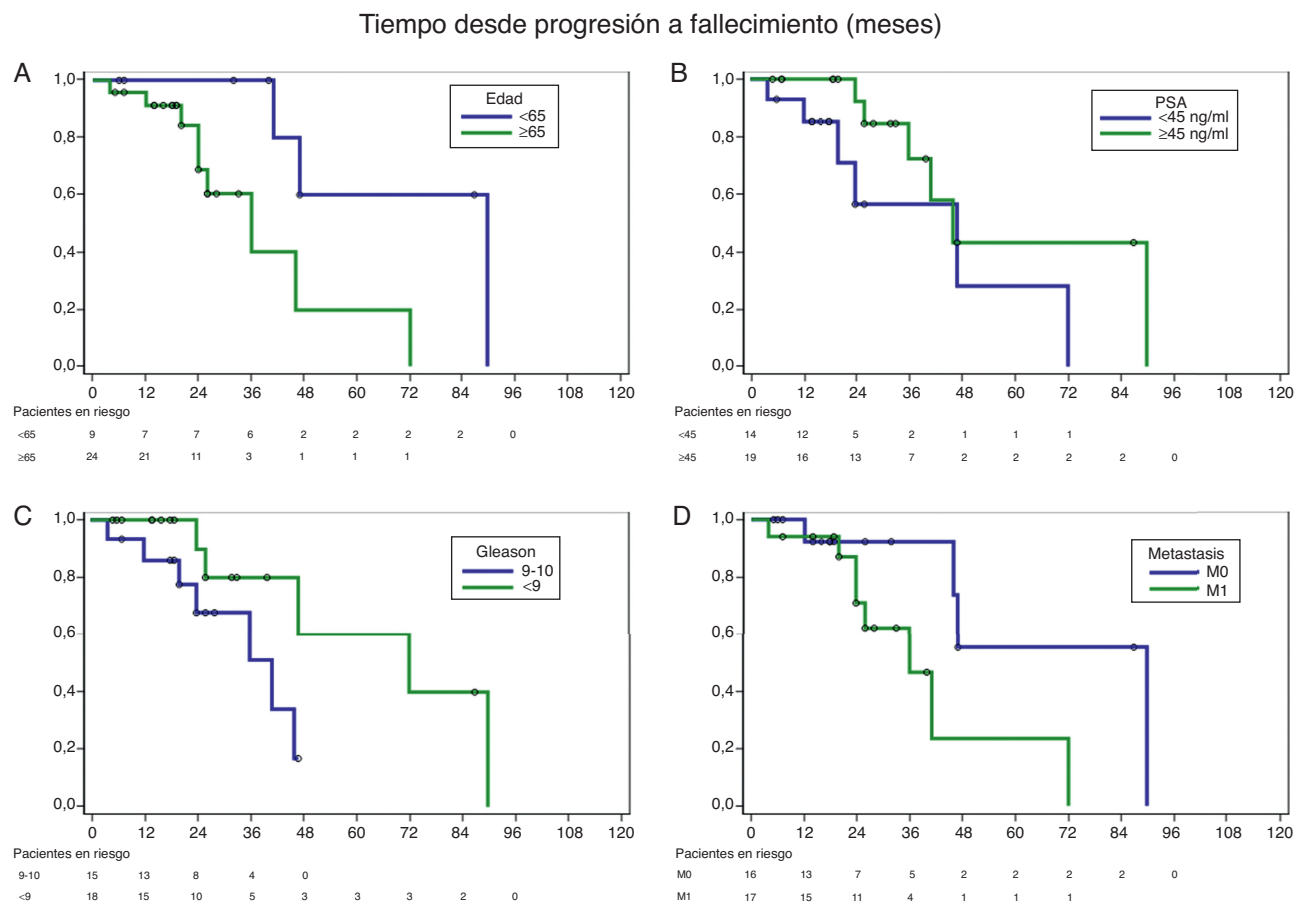 Tiempo desde progresión a fallecimiento (meses)
A
1,0
0,8
0,6
0,4
0,2
0,0
Edad
<65
≥65
0 12 24 36 48 60 72 84 96 108 120
Pacientes en riesgo
<65 9 7 7 6 2 2 2 2 0
≥65 24 21 11 3 1 1 1
B
1,0
0,8
0,6
0,4
0,2
0,0
PSA
<45 ng/ml
≥45 ng/ml
0 12 24 36 48 60 72 84 96 108 120
Pacientes en riesgo
<45 14 12 5 2 1 1 1
≥45 19 16 13 7 2 2 2 2 0
C
1,0
0,8
0,6
0,4
0,2
0,0
Gleason
9-10
<9
0 12 24 36 48 60 72 84 96 108 120
Pacientes en riesgo
9-10 15 13 8 4 0
<9 18 15 10 5 3 3 3 2 0
D
1,0
0,8
0,6
0,4
0,2
0,0
Metastasis
M0
M1
0 12 24 36 48 60 72 84 96 108 120
Pacientes en riesgo
M0 16 13 7 5 2 2 2 2 0
M1 17 15 11 4 1 1 1